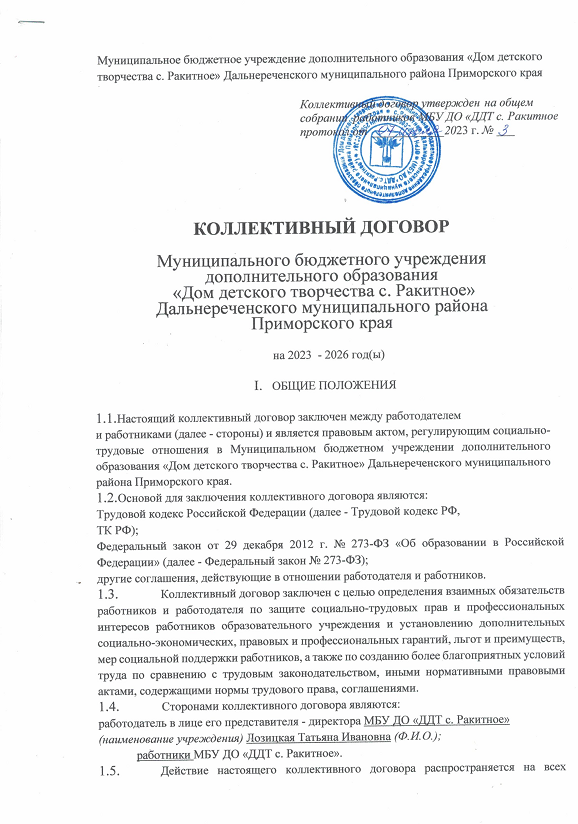 Муниципальное бюджетное учреждение дополнительного образования «Дом детского
творчества с. Ракитное» Дальнереченского муниципального района Приморского края
Коллективный договор утвержден на общем
собрании работников МБУ ДО «ДДТ с. Ракитное
протокол от 2023 г. № 3
КОЛЛЕКТИВНЫЙ ДОГОВОР
Муниципального бюджетного учреждения
дополнительного образования
«Дом детского творчества с. Ракитное»
Дальнереченского муниципального района
Приморского края
на 2023 - 2026 год(ы)
I. ОБЩИЕ ПОЛОЖЕНИЯ
1.1.Настоящий коллективный договор заключен между работодателем
и работниками (далее - стороны) и является правовым актом, регулирующим социально-
трудовые отношения в Муниципальном бюджетном учреждении дополнительного
образования «Дом детского творчества с. Ракитное» Дальнереченского муниципального
района Приморского края.
1.2.Основой для заключения коллективного договора являются:
Трудовой кодекс Российской Федерации (далее - Трудовой кодекс РФ,
ТК РФ);
Федеральный закон от 29 декабря 2012 г. № 273-ФЗ «Об образовании в Российской
Федерации» (далее - Федеральный закон № 273-ФЗ);
другие соглашения, действующие в отношении работодателя и работников.
1.3. Коллективный договор заключен с целью определения взаимных обязательств
работников и работодателя по защите социально-трудовых прав и профессиональных
интересов работников образовательного учреждения и установлению дополнительных
социально-экономических, правовых и профессиональных гарантий, льгот и преимуществ,
мер социальной поддержки работников, а также по созданию более благоприятных условий
труда по сравнению с трудовым законодательством, иными нормативными правовыми
актами, содержащими нормы трудового права, соглашениями.
1.4. Сторонами коллективного договора являются:
работодатель в лице его представителя - директора МБУ ДО «ДДТ с. Ракитное»
(наименование учреждения) Лозицкая Татьяна Ивановна (Ф.И.О.);
работники МБУ ДО «ДДТ с. Ракитное».
1.5. Действие настоящего коллективного договора распространяется на всех